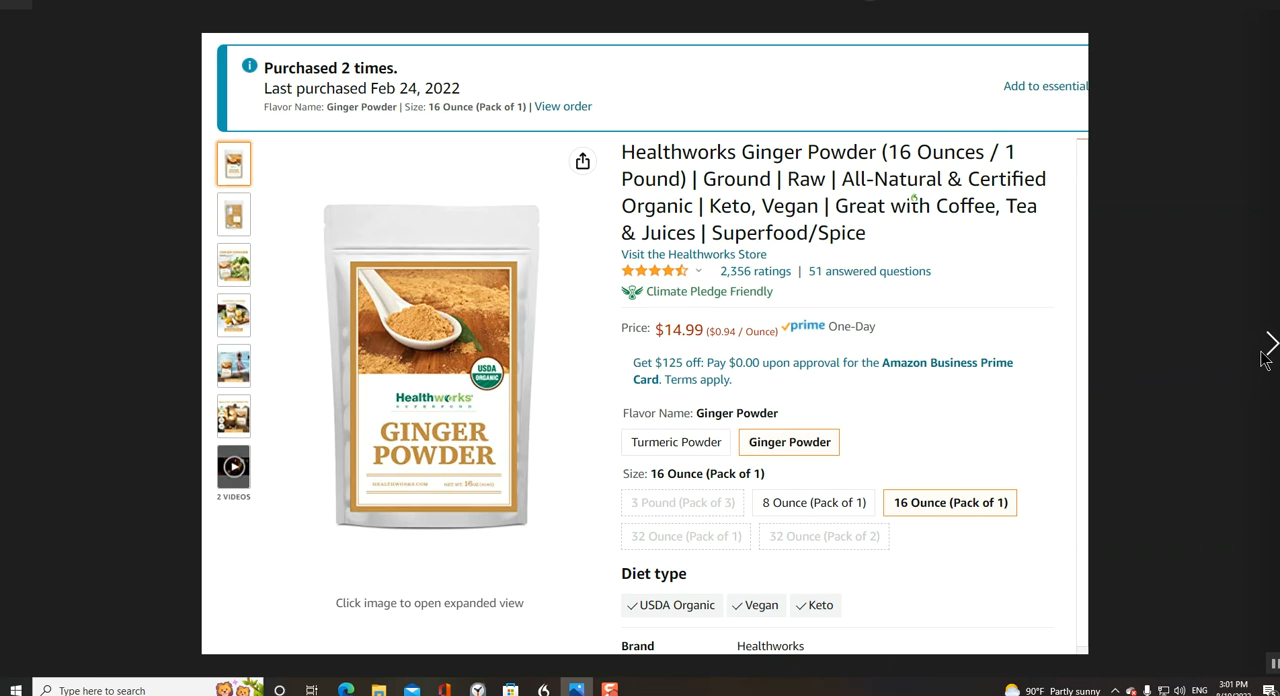 Purchased 2 times.
Last purchased Feb 24, 2022
Add to essential
Flavor Name: Ginger Powder | Size: 16 Ounce (Pack of 1) | View order
Healthworks Ginger Powder (16 Ounces / 1
Pound) | Ground | Raw | All-Natural & Certified
Organic | Keto, Vegan | Great with Coffee, Tea
& Juices | Superfood/Spice
Visit the Healthworks Store
2,356 ratings | 51 answered questions
Climate Pledge Friendly
Price: $14.99 ($0.94 / Ounce) prime One-Day
Get $125 off: Pay $0.00 upon approval for the Amazon Business Prime
Card. Terms apply.
Flavor Name: Ginger Powder
Turmeric Powder Ginger Powder
Size: 16 Ounce (Pack of 1)
3 Pound (Pack of 3) 8 Ounce (Pack of 1) 16 Ounce (Pack of 1)
32 Ounce (Pack of 1) 32 Ounce (Pack of 2)
Diet type
USDA Organic Vegan Keto
Brand Healthworks
USDA
ORGANIC
Healthworks
SUPERFOOD
GINGER
POWDER
HEALTHWORKS.COM NET WT 16oz
2 VIDEOS
Click image to open expanded view
Type here to search
90°F Partly sunny
ENG
3:01 PM